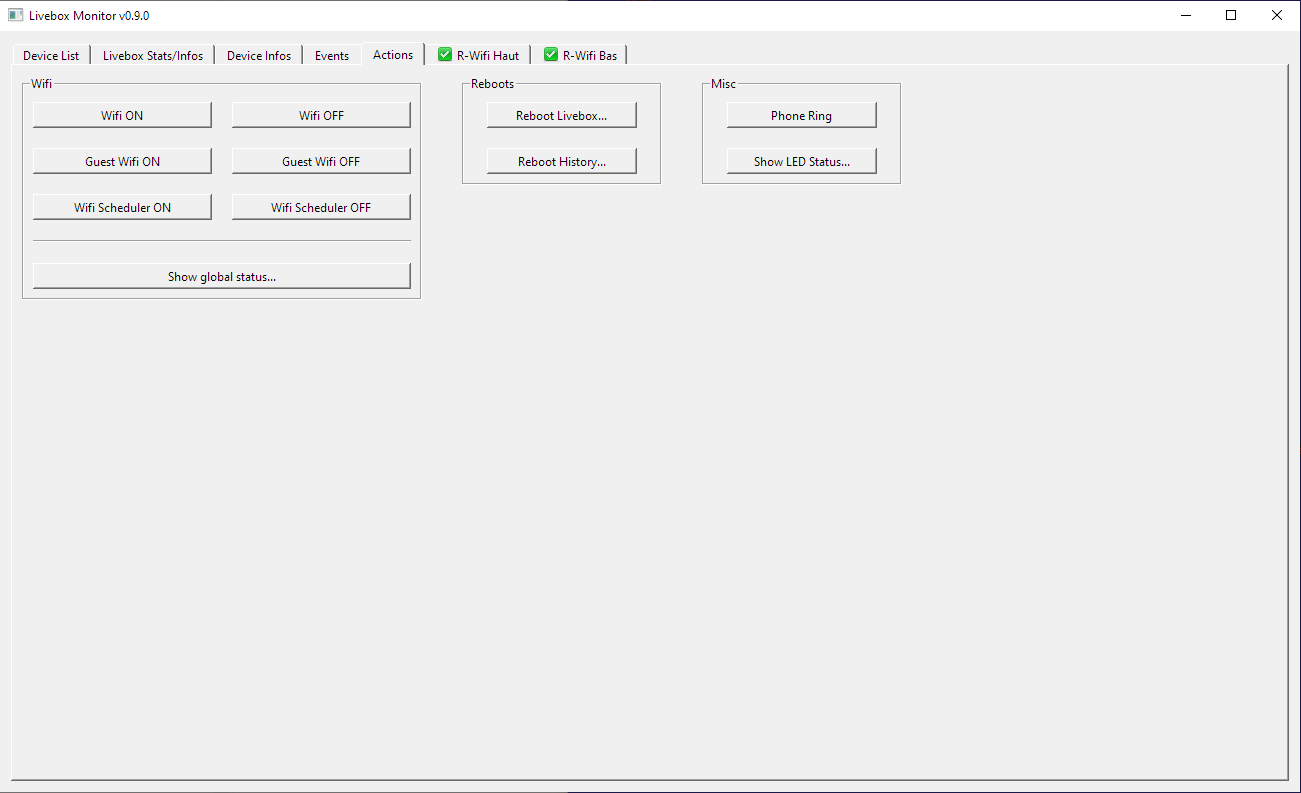 Livebox Monitor v0.9.0
Device List
Livebox Stats/Infos
Device Infos
Events
Actions
R-Wifi Haut
R-Wifi Bas
Wifi
Wifi ON
Wifi OFF
Guest Wifi ON
Guest Wifi OFF
Wifi Scheduler ON
Wifi Scheduler OFF
Show global status...
Reboots
Reboot Livebox...
Reboot History...
Misc
Phone Ring
Show LED Status...